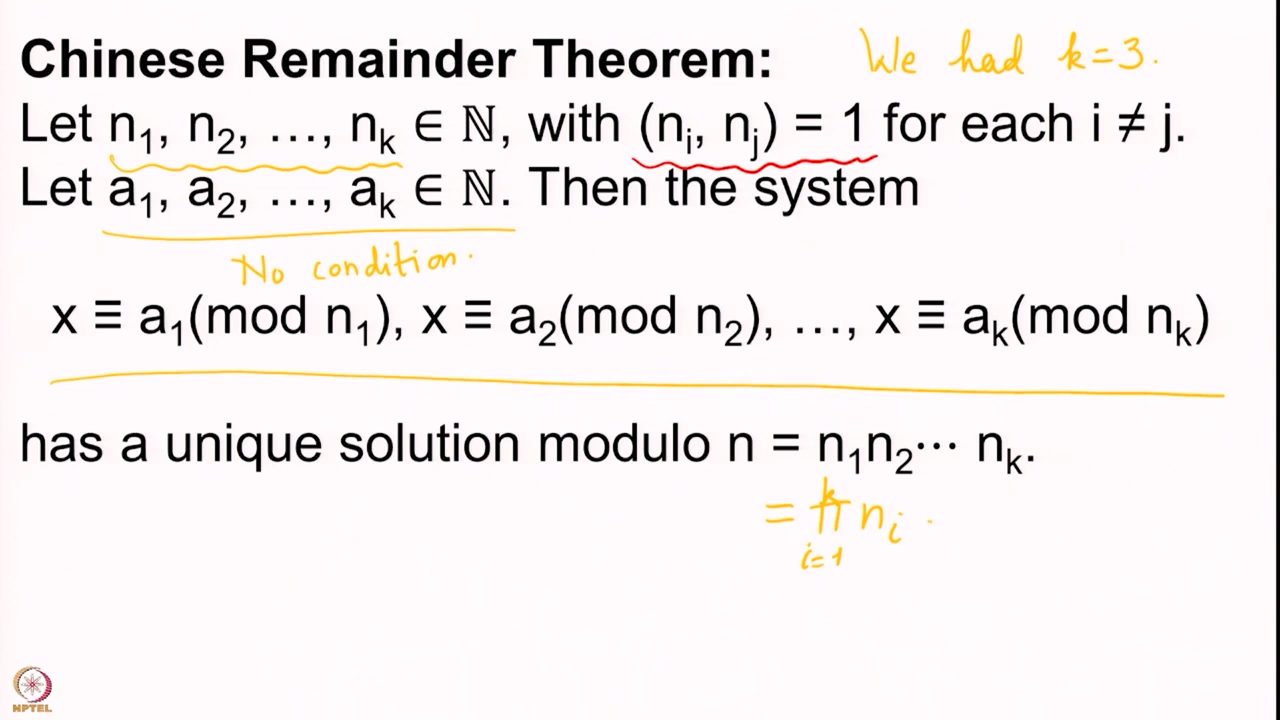 Chinese Remainder Theorem:
We had k=3.
Let n₁, n₂, …, nₖ ∈ ℕ, with (nᵢ, nⱼ) = 1 for each i ≠ j.
Let a₁, a₂, …, aₖ ∈ ℕ. Then the system
No condition.
x ≡ a₁(mod n₁), x ≡ a₂(mod n₂), …, x ≡ aₖ(mod nₖ)
has a unique solution modulo n = n₁n₂⋯ nₖ.
= ∏ᵏᵢ₌₁ nᵢ .
NPTEL